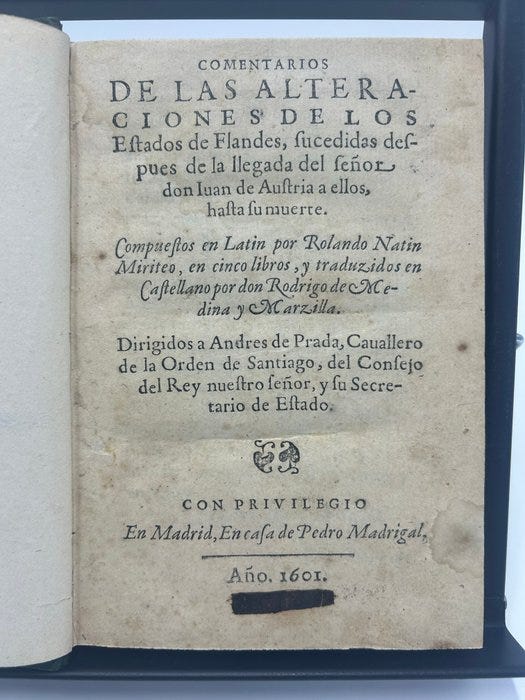 COMENTARIOS
DE LAS ALTERA-
CIONES DE LOS
Eſtados de Flandes, ſucedidas deſ-
pues de la llegada del ſeñor
don Iuan de Auſtria a ellos,
haſta ſu muerte.
Compueſtos en Latin por Rolando Natin
Miriteo, en cinco libros, y traduzidos en
Caſtellano por don Rodrigo de Me-
dina y Marzilla.
Dirigidos a Andres de Prada, Cauallero
de la Orden de Santiago, del Conſejo
del Rey nueſtro ſeñor, y ſu Secre-
tario de Eſtado.
CON PRIVILEGIO
En Madrid, En caſa de Pedro Madrigal,
Año. 1601.